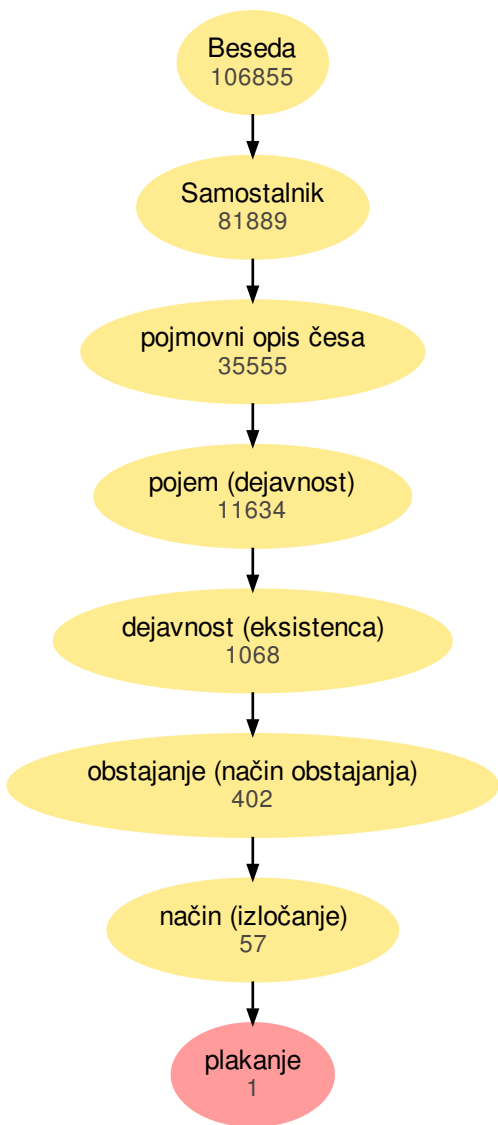 Beseda
106855
Samostalnik
81889
pojmovni opis česa
35555
pojem (dejavnost)
11634
dejavnost (eksistenca)
1068
obstajanje (način obstajanja)
402
način (izločanje)
57
plakanje
1